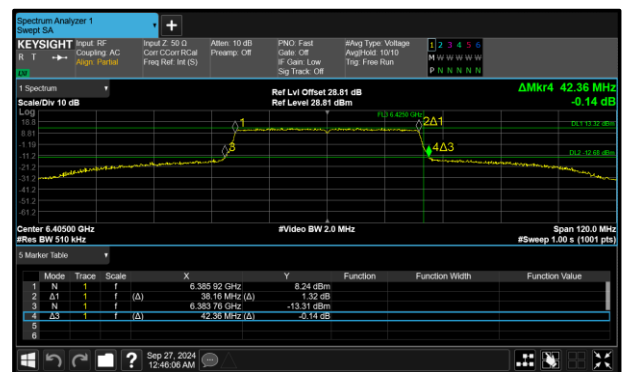 Spectrum Analyzer 1
Swept SA
+
KEYSIGHT Input: RF Input Z: 50 Ω Atten: 10 dB PNO: Fast #Avg Type: Voltage 1 2 3 4 5 6
R T Coupling: AC Corr CCorr RCal Preamp: Off Gate: Off Avg|Hold: 10/10 M W W W W W
Align: Partial Freq Ref: Int (S) IF Gain: Low Trig: Free Run P N N N N N
Sig Track: Off
1 Spectrum Ref Lvl Offset 28.81 dB ΔMkr4 42.36 MHz
Scale/Div 10 dB Ref Level 28.81 dBm -0.14 dB
Log
18.8
8.81
-1.19
-11.2
-21.2
-31.2
-41.2
-51.2
-61.2
1
2Δ1
3
4Δ3
DL1 13.32 dBm
DL2 -12.68 dBm
Center 6.40500 GHz #Video BW 2.0 MHz Span 120.0 MHz
#Res BW 510 kHz #Sweep 1.00 s (1001 pts)
5 Marker Table
Mode Trace Scale X Y Function Function Width Function Value
1 N 1 f 6.385 92 GHz 8.24 dBm
2 Δ1 1 f (Δ) 38.16 MHz (Δ) 1.32 dB
3 N 1 f 6.383 76 GHz -13.31 dBm
4 Δ3 1 f (Δ) 42.36 MHz (Δ) -0.14 dB
5
6
?
Sep 27, 2024
12:46:06 AM